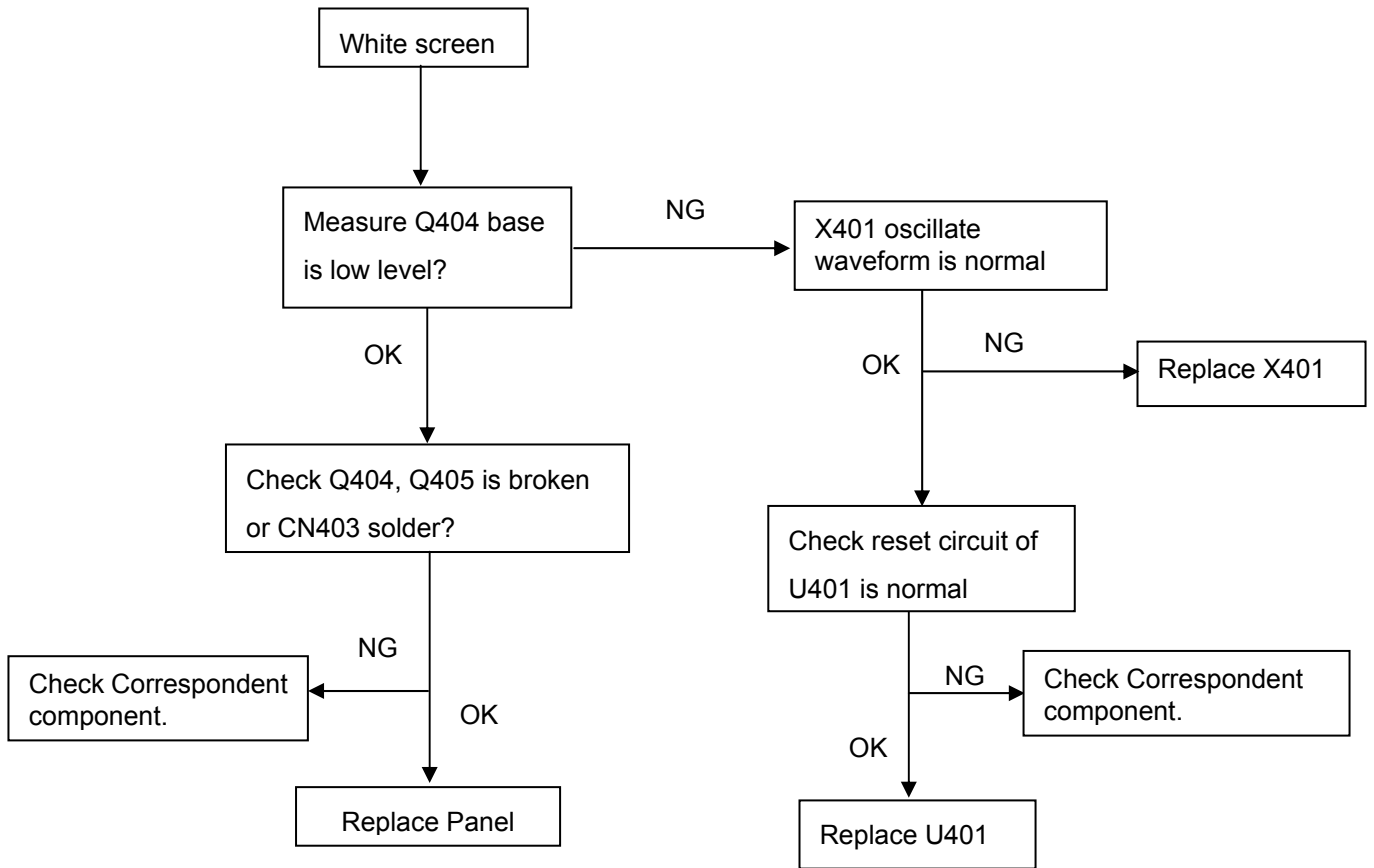 White screen
Measure Q404 base
is low level?
NG
X401 oscillate
waveform is normal
OK
OK
NG
Replace X401
Check Q404, Q405 is broken
or CN403 solder?
Check reset circuit of
U401 is normal
NG
Check Correspondent
component.
OK
NG
Check Correspondent
component.
OK
Replace Panel
Replace U401